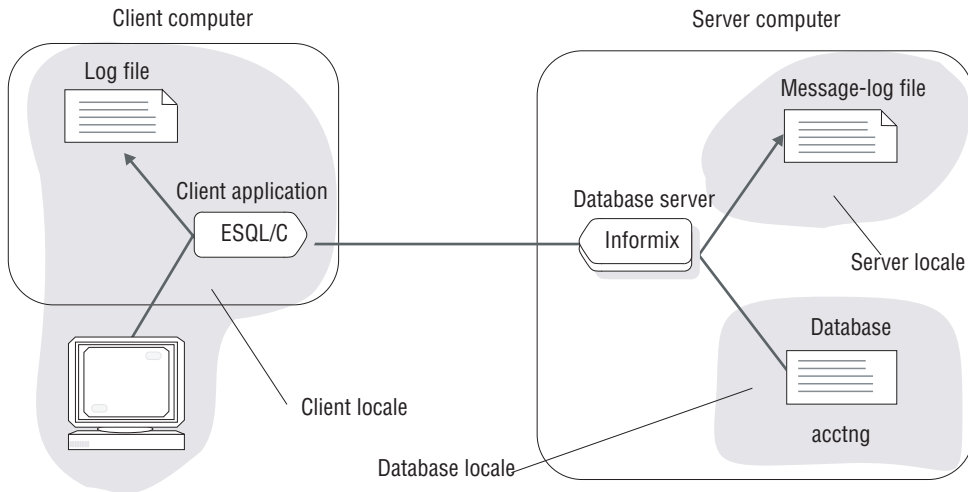 Client computer
Server computer
Log file
Message-log file
Client application
ESQL/C
Database server
Informix
Server locale
Database
Client locale
acctng
Database locale